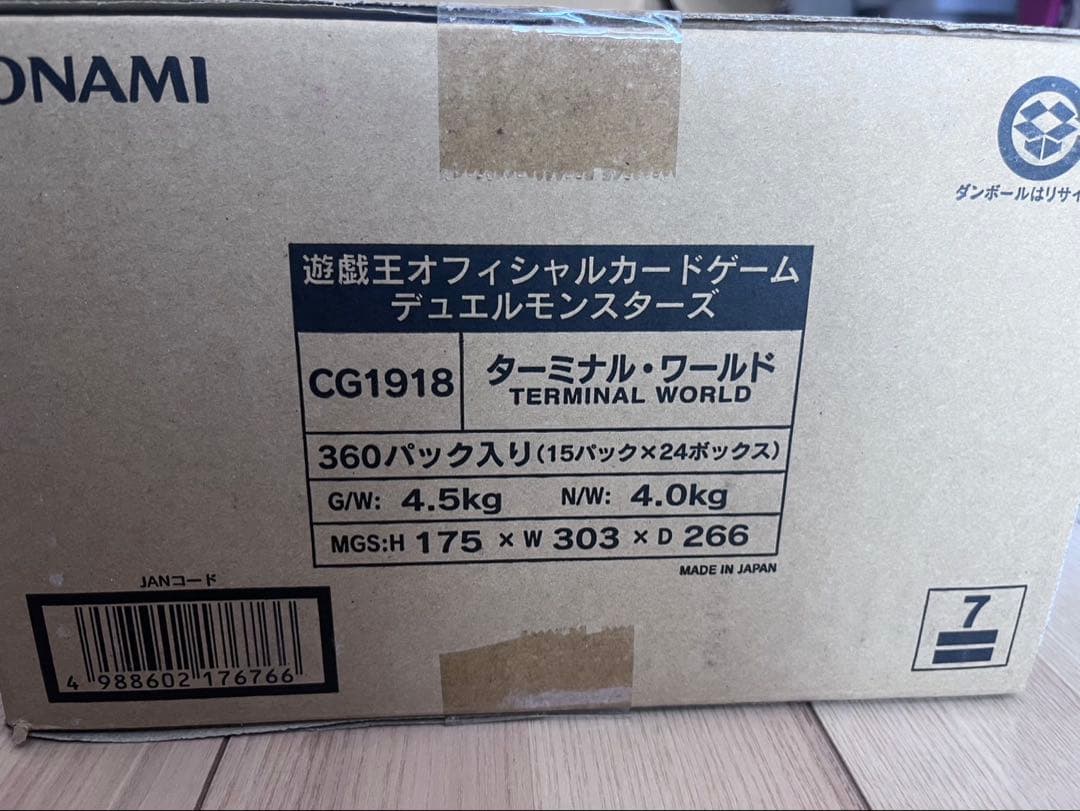 ONAMI
ダンボールはリサイ
遊戯王オフィシャルカードゲーム
デュエルモンスターズ
CG1918
ターミナル・ワールド
TERMINAL WORLD
360パック入り(15パック×24ボックス)
G/W: 4.5kg N/W: 4.0kg
MGS:H 175 × W 303 × D 266
MADE IN JAPAN
JANコード
4 988602 176766
7